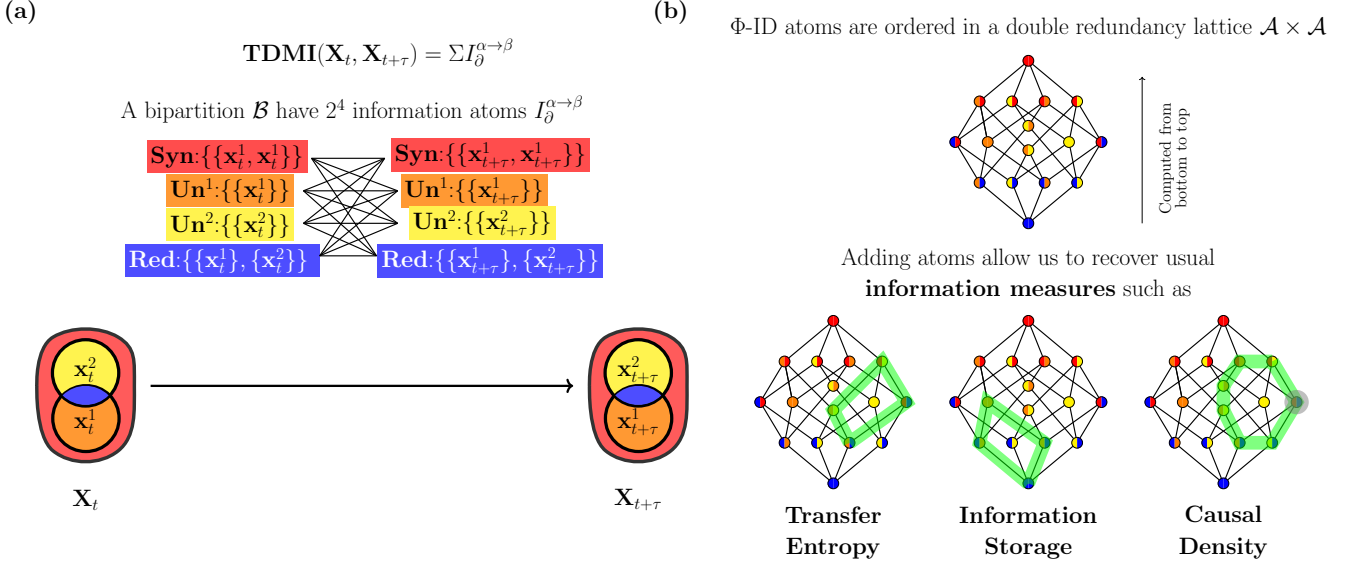 (a)
TDMI(X_t, X_{t+τ}) = ΣI_∂^{α→β}
A bipartition 𝓑 have 2^4 information atoms I_∂^{α→β}
Syn:{{x_t^1, x_t^1}}
Syn:{{x_{t+τ}^1, x_{t+τ}^1}}
Un^1:{{x_t^1}}
Un^1:{{x_{t+τ}^1}}
Un^2:{{x_t^2}}
Un^2:{{x_{t+τ}^2}}
Red:{{x_t^1}, {x_t^2}}
Red:{{x_{t+τ}^1}, {x_{t+τ}^2}}
x_t^2
x_t^1
X_t
x_{t+τ}^2
x_{t+τ}^1
X_{t+τ}
(b)
Φ-ID atoms are ordered in a double redundancy lattice 𝓐 × 𝓐
Computed from
bottom to top
Adding atoms allow us to recover usual
information measures such as
Transfer
Entropy
Information
Storage
Causal
Density